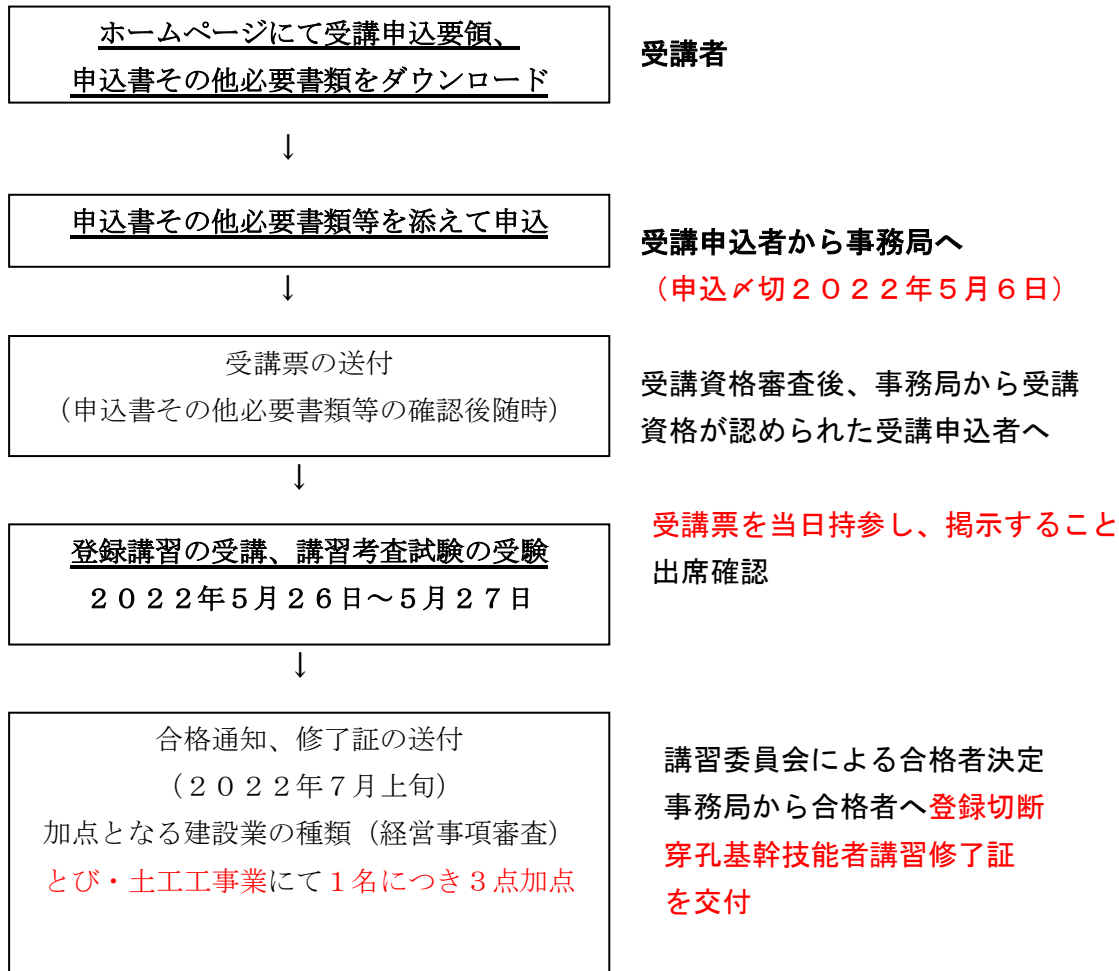 ホームページにて受講申込要領、
申込書その他必要書類をダウンロード
受講者
↓
申込書その他必要書類等を添えて申込
受講申込者から事務局へ
（申込〆切２０２２年５月６日）
↓
受講票の送付
（申込書その他必要書類等の確認後随時）
受講資格審査後、事務局から受講
資格が認められた受講申込者へ
↓
登録講習の受講、講習考査試験の受験
２０２２年５月２６日～５月２７日
受講票を当日持参し、掲示すること
出席確認
↓
合格通知、修了証の送付
（２０２２年７月上旬）
加点となる建設業の種類（経営事項審査）
とび・土工工事業にて１名につき３点加点
講習委員会による合格者決定
事務局から合格者へ登録切断
穿孔基幹技能者講習修了証
を交付